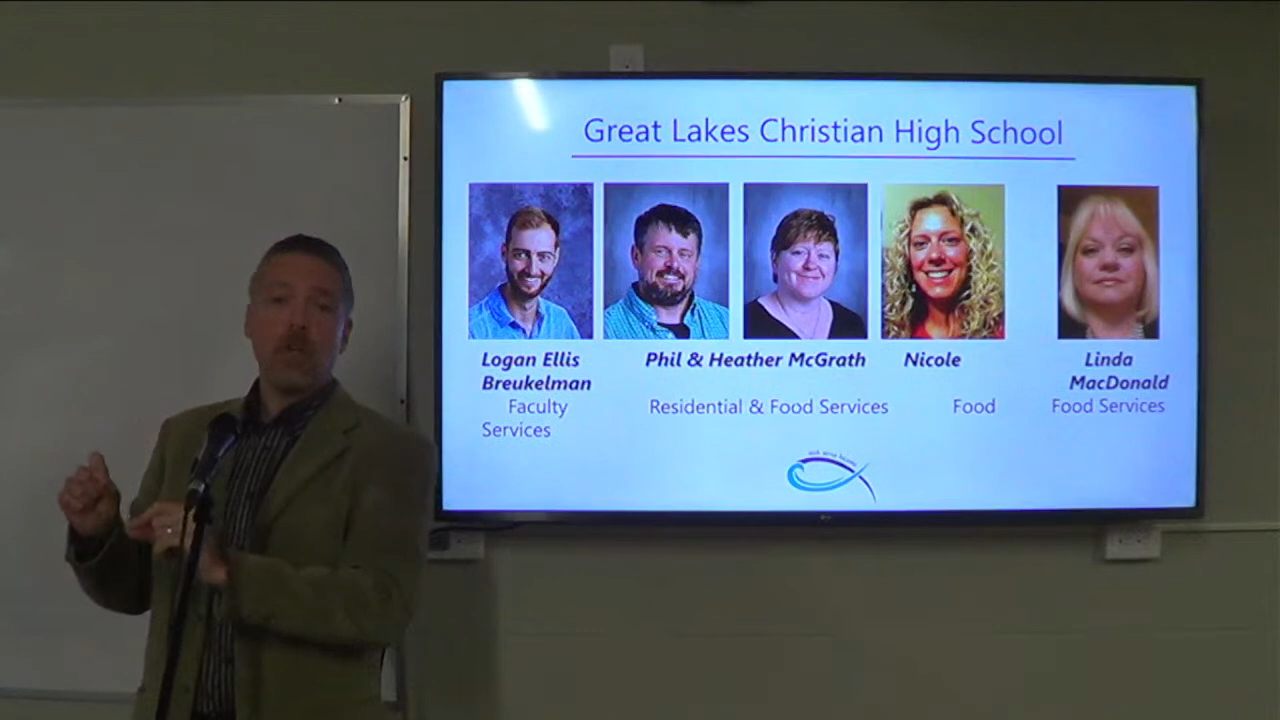 Great Lakes Christian High School
Logan Ellis Phil & Heather McGrath Nicole Linda
Breukelman MacDonald
Faculty Residential & Food Services Food Food Services
Services